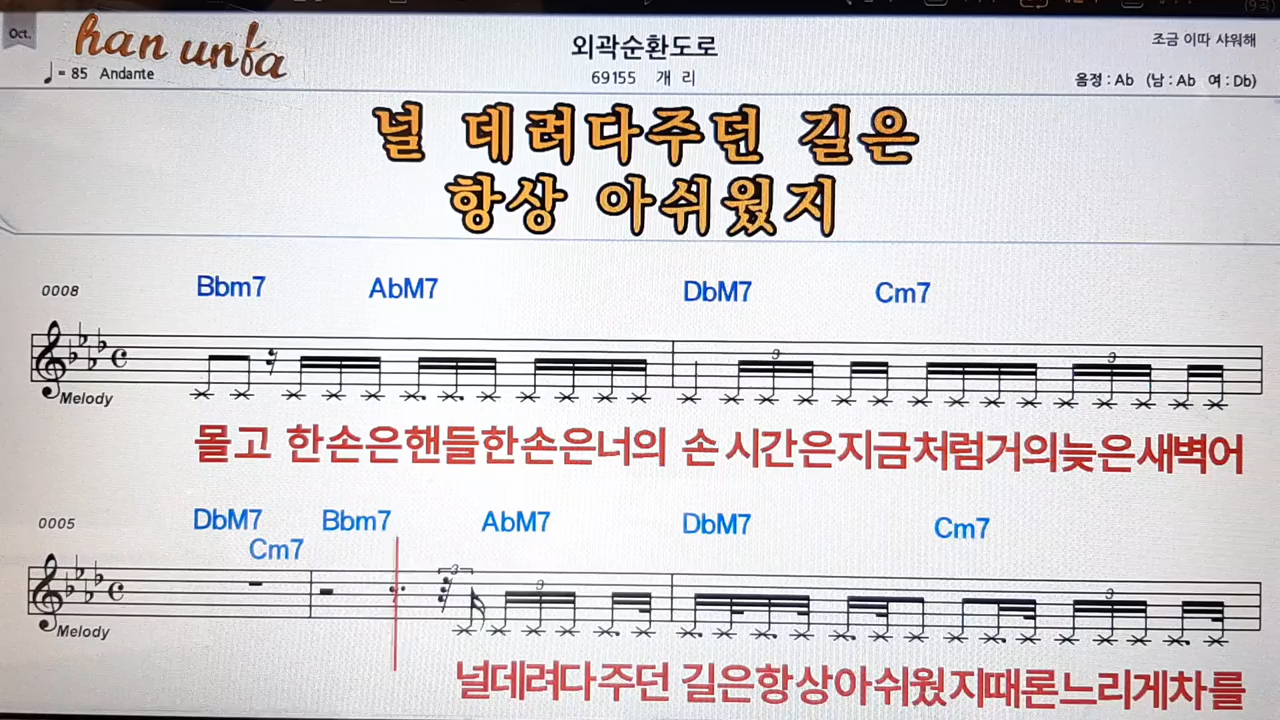 Oct.
han unfa
외곽순환도로
조금 이따 샤워해
♩= 85 Andante
69155 개 리
음정 : Ab (남 : Ab 여 : Db)
널 데려다주던 길은
항상 아쉬웠지
0008
Bbm7 AbM7 DbM7 Cm7
3 3
Melody
몰고 한손은핸들한손은너의 손시간은지금처럼거의늦은새벽어
0005
DbM7 Bbm7 AbM7 DbM7 Cm7
Cm7
3 3 3
Melody
널데려다주던 길은항상아쉬웠지때론느리게차를